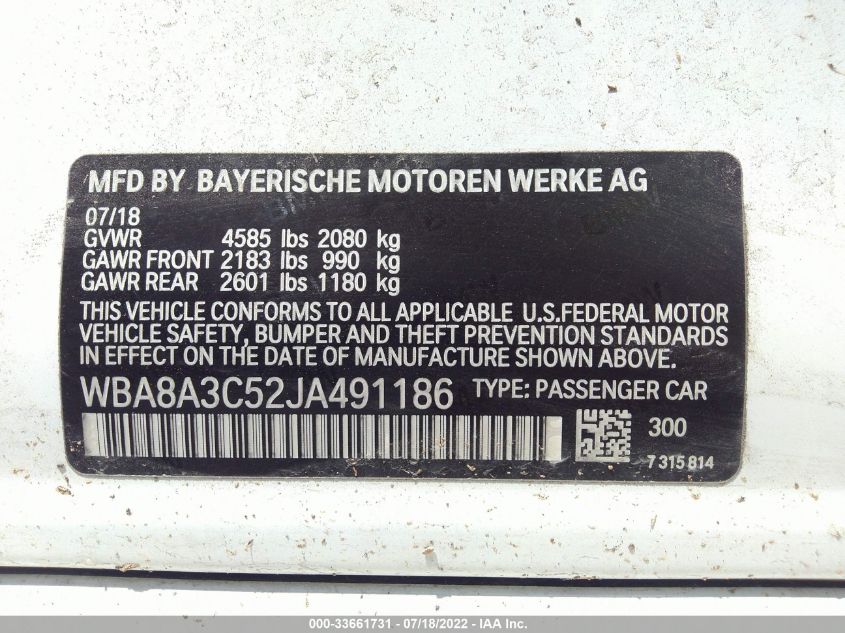 MFD BY BAYERISCHE MOTOREN WERKE AG
07/18
GVWR 4585 lbs 2080 kg
GAWR FRONT 2183 lbs 990 kg
GAWR REAR 2601 lbs 1180 kg
THIS VEHICLE CONFORMS TO ALL APPLICABLE U.S.FEDERAL MOTOR
VEHICLE SAFETY, BUMPER AND THEFT PREVENTION STANDARDS
IN EFFECT ON THE DATE OF MANUFACTURE SHOWN ABOVE.
WBA8A3C52JA491186 TYPE: PASSENGER CAR
300
7 315 814
000-33661731 - 07/18/2022 - IAA Inc.